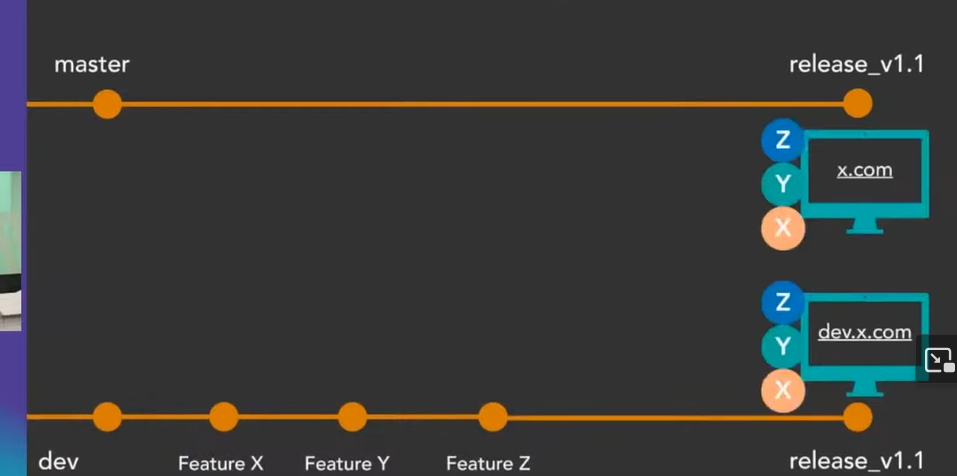 master
release_v1.1
Z
Y
X
x.com
Z
Y
X
dev.x.com
dev
Feature X
Feature Y
Feature Z
release_v1.1